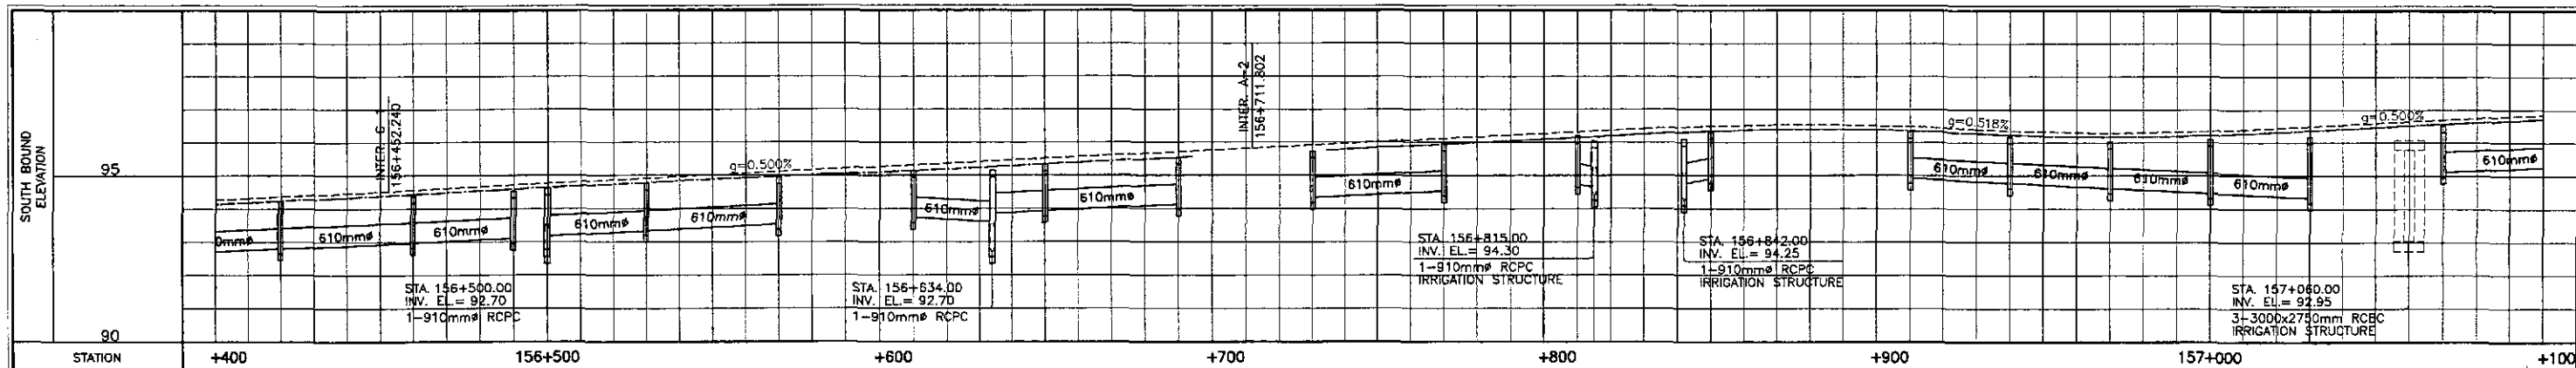 SOUTH BOUND
ELEVATION
95
90
INTER. G-1
156+452.240
g=0.500%
INTER. A-2
156+711.802
g=0.518%
g=0.500%
0mmø
610mmø
610mmø
610mmø
610mmø
610mmø
610mmø
610mmø
610mmø
610mmø
610mmø
610mmø
610mmø
STA. 156+500.00
INV. EL.= 92.70
1-910mmø RCPC
STA. 156+634.00
INV. EL.= 92.70
1-910mmø RCPC
STA. 156+815.00
INV. EL.= 94.30
1-910mmø RCPC
IRRIGATION STRUCTURE
STA. 156+842.00
INV. EL.= 94.25
1-910mmø RCPC
IRRIGATION STRUCTURE
STA. 157+060.00
INV. EL.= 92.95
3-3000x2750mm RCBC
IRRIGATION STRUCTURE
STATION
+400
156+500
+600
+700
+800
+900
157+000
+100